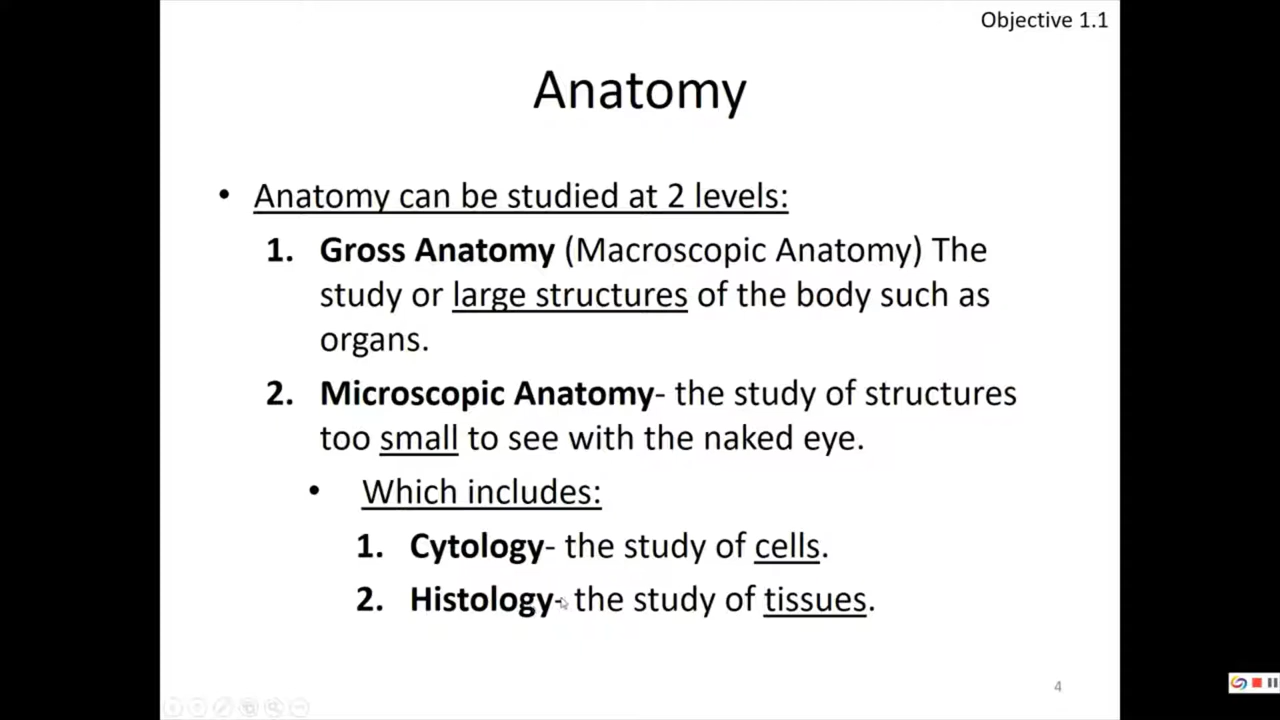 Objective 1.1
Anatomy
• Anatomy can be studied at 2 levels:
1. Gross Anatomy (Macroscopic Anatomy) The
study or large structures of the body such as
organs.
2. Microscopic Anatomy- the study of structures
too small to see with the naked eye.
• Which includes:
1. Cytology- the study of cells.
2. Histology- the study of tissues.
4